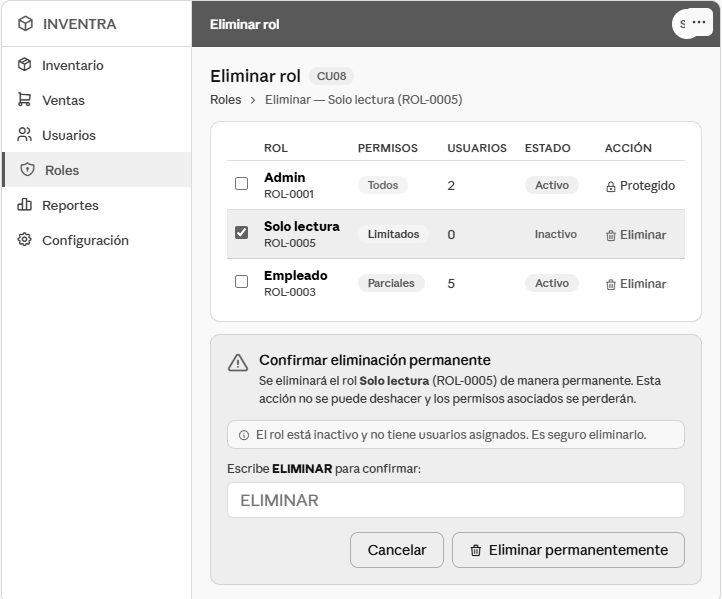 INVENTRA
Eliminar rol
S ...
Inventario
Ventas
Usuarios
Roles
Reportes
Configuración
Eliminar rol CU08
Roles > Eliminar — Solo lectura (ROL-0005)
ROL PERMISOS USUARIOS ESTADO ACCIÓN
Admin
ROL-0001
Todos 2 Activo Protegido
Solo lectura
ROL-0005
Limitados 0 Inactivo Eliminar
Empleado
ROL-0003
Parciales 5 Activo Eliminar
Confirmar eliminación permanente
Se eliminará el rol Solo lectura (ROL-0005) de manera permanente. Esta
acción no se puede deshacer y los permisos asociados se perderán.
El rol está inactivo y no tiene usuarios asignados. Es seguro eliminarlo.
Escribe ELIMINAR para confirmar:
ELIMINAR
Cancelar
Eliminar permanentemente